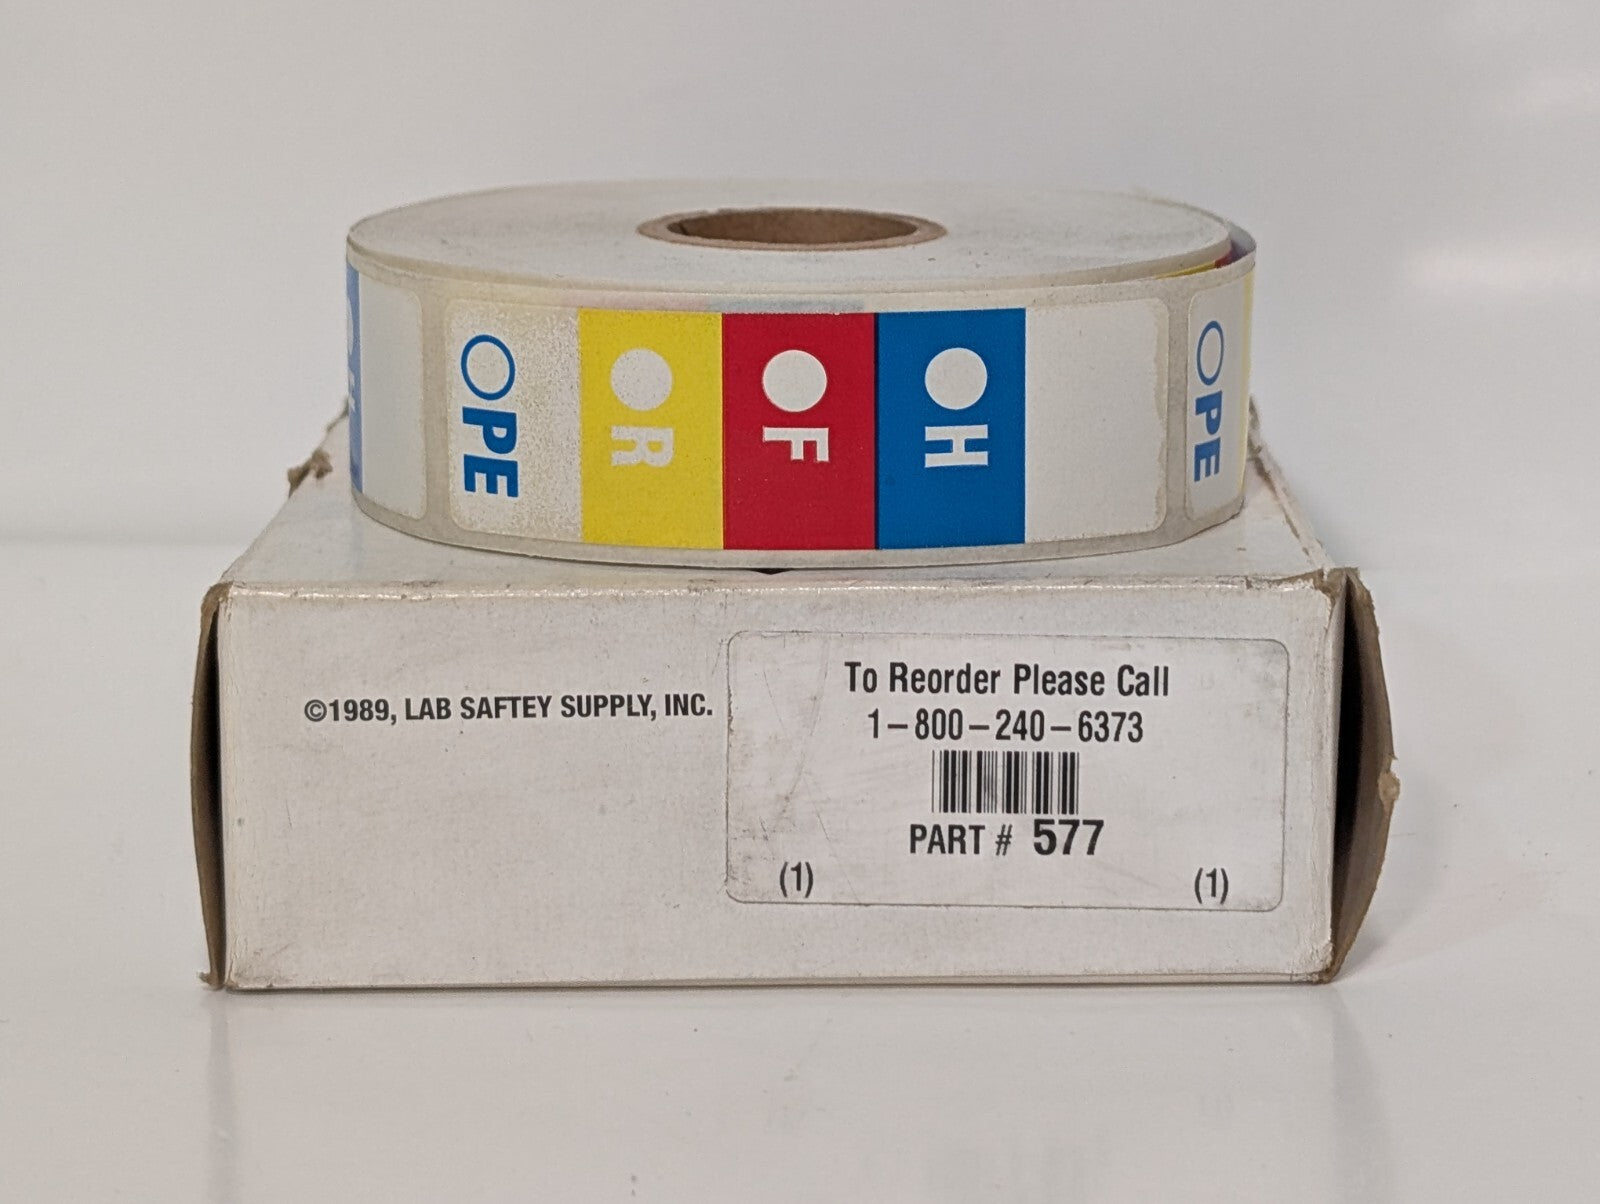 PE
R
F
H
PE
©1989, LAB SAFTEY SUPPLY, INC.
To Reorder Please Call
1-800-240-6373
PART # 577
(1) (1)